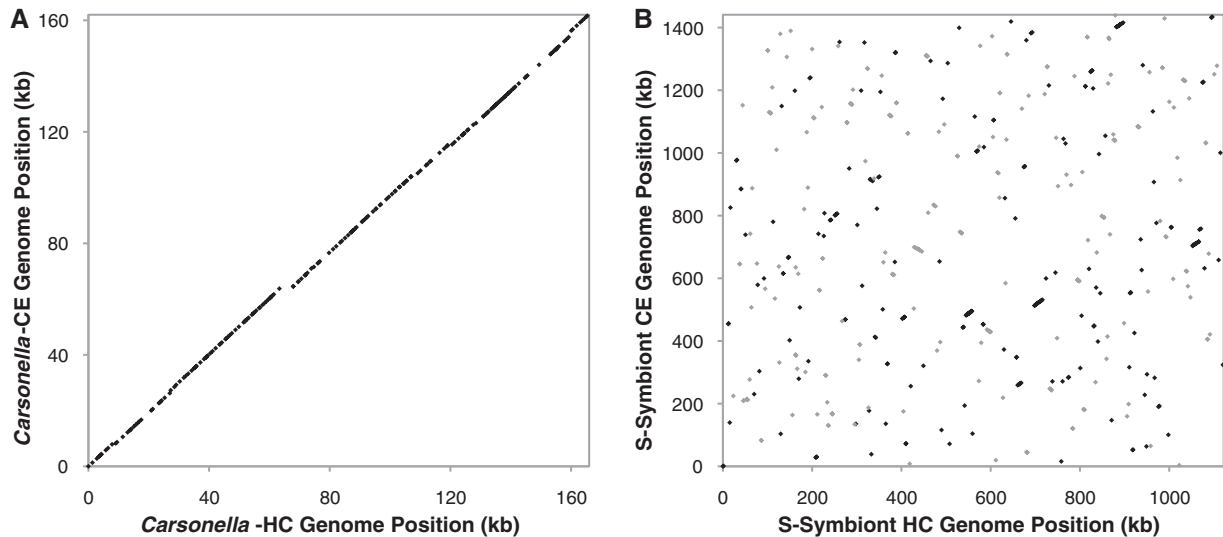 A
Carsonella-CE Genome Position (kb)
160
120
80
40
0
0 40 80 120 160
Carsonella -HC Genome Position (kb)
B
S-Symbiont CE Genome Position (kb)
1400
1200
1000
800
600
400
200
0
0 200 400 600 800 1000
S-Symbiont HC Genome Position (kb)